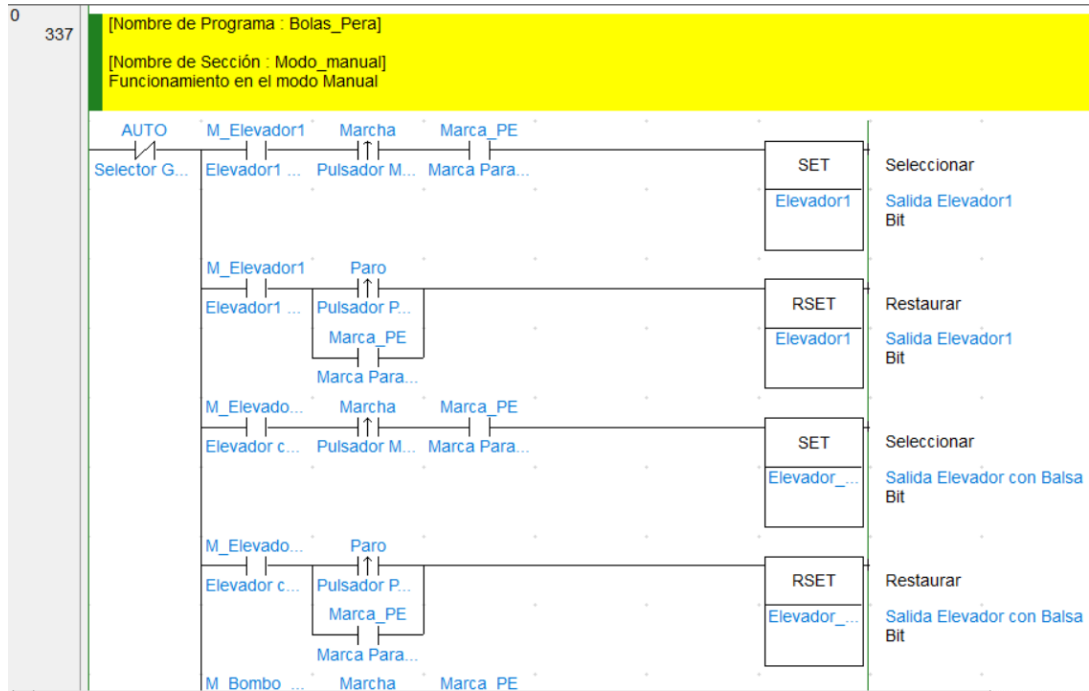 0
337
[Nombre de Programa : Bolas_Pera]
[Nombre de Sección : Modo_manual]
Funcionamiento en el modo Manual
AUTO M_Elevador1 Marcha Marca_PE
Selector G... Elevador1 ... Pulsador M... Marca Para...
SET Seleccionar
Elevador1 Salida Elevador1
Bit
M_Elevador1 Paro
Elevador1 ... Pulsador P...
RSET Restaurar
Marca_PE
Elevador1 Salida Elevador1
Bit
Marca Para...
M_Elevado... Marcha Marca_PE
Elevador c... Pulsador M... Marca Para...
SET Seleccionar
Elevador_... Salida Elevador con Balsa
Bit
M_Elevado... Paro
Elevador c... Pulsador P...
RSET Restaurar
Marca_PE
Elevador_... Salida Elevador con Balsa
Bit
Marca Para...
M_Bombo_... Marcha Marca_PE